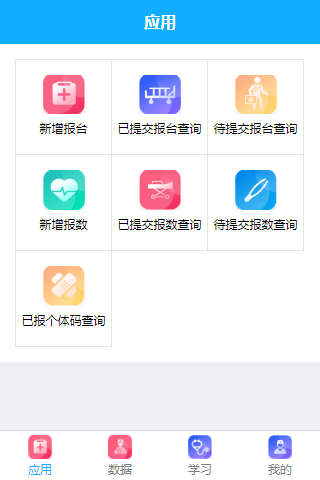 应用
新增报台
已提交报台查询
待提交报台查询
新增报数
已提交报数查询
待提交报数查询
已报个体码查询
应用
数据
学习
我的